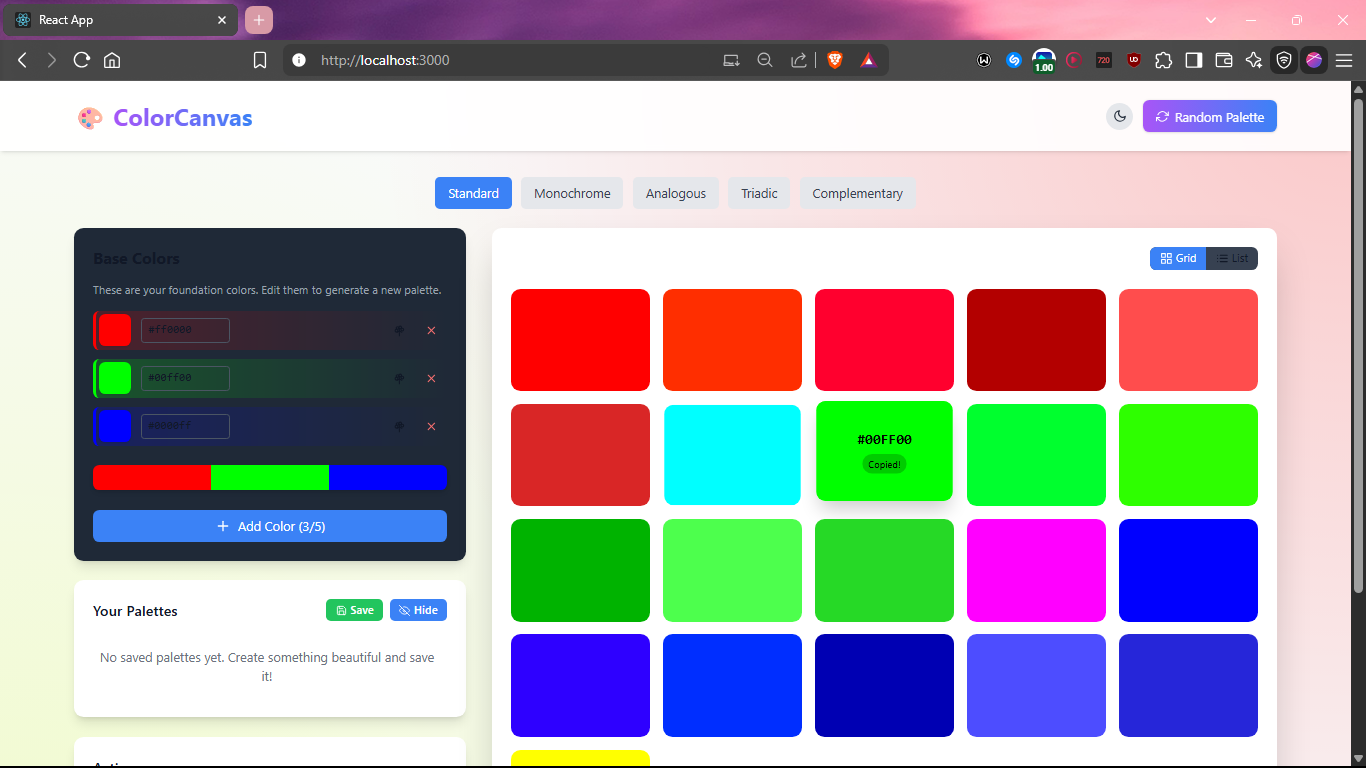 React App
http://localhost:3000
1.00
720
ColorCanvas
Random Palette
Standard
Monochrome
Analogous
Triadic
Complementary
Base Colors
These are your foundation colors. Edit them to generate a new palette.
#ff0000
#00ff00
#0000ff
Add Color (3/5)
Your Palettes
Save
Hide
No saved palettes yet. Create something beautiful and save
it!
Grid
List
#00FF00
Copied!